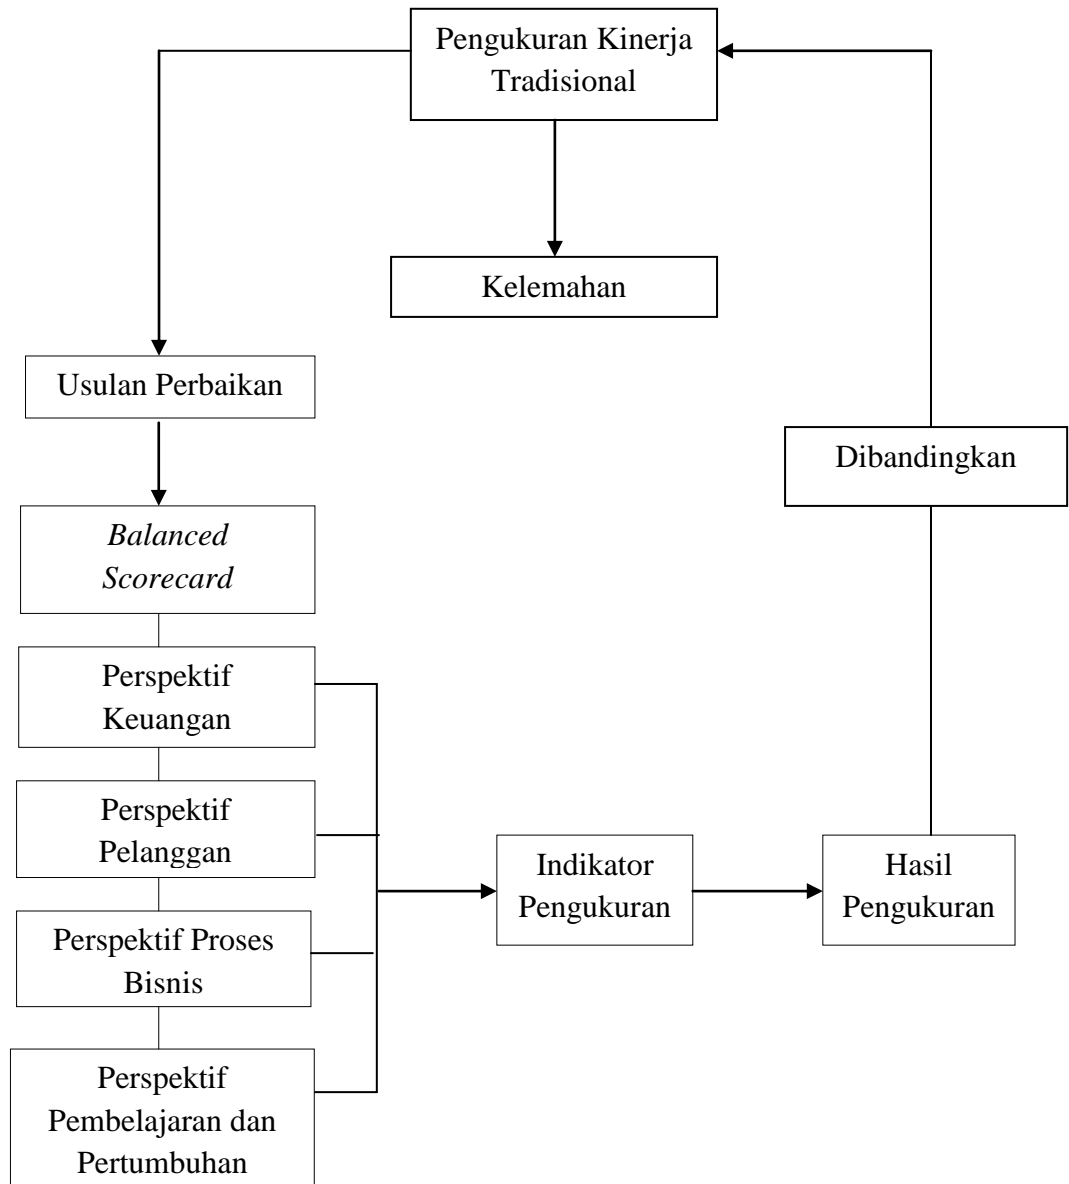 Pengukuran Kinerja
Tradisional
Kelemahan
Usulan Perbaikan
Dibandingkan
Balanced
Scorecard
Perspektif
Keuangan
Perspektif
Pelanggan
Indikator
Pengukuran
Hasil
Pengukuran
Perspektif Proses
Bisnis
Perspektif
Pembelajaran dan
Pertumbuhan